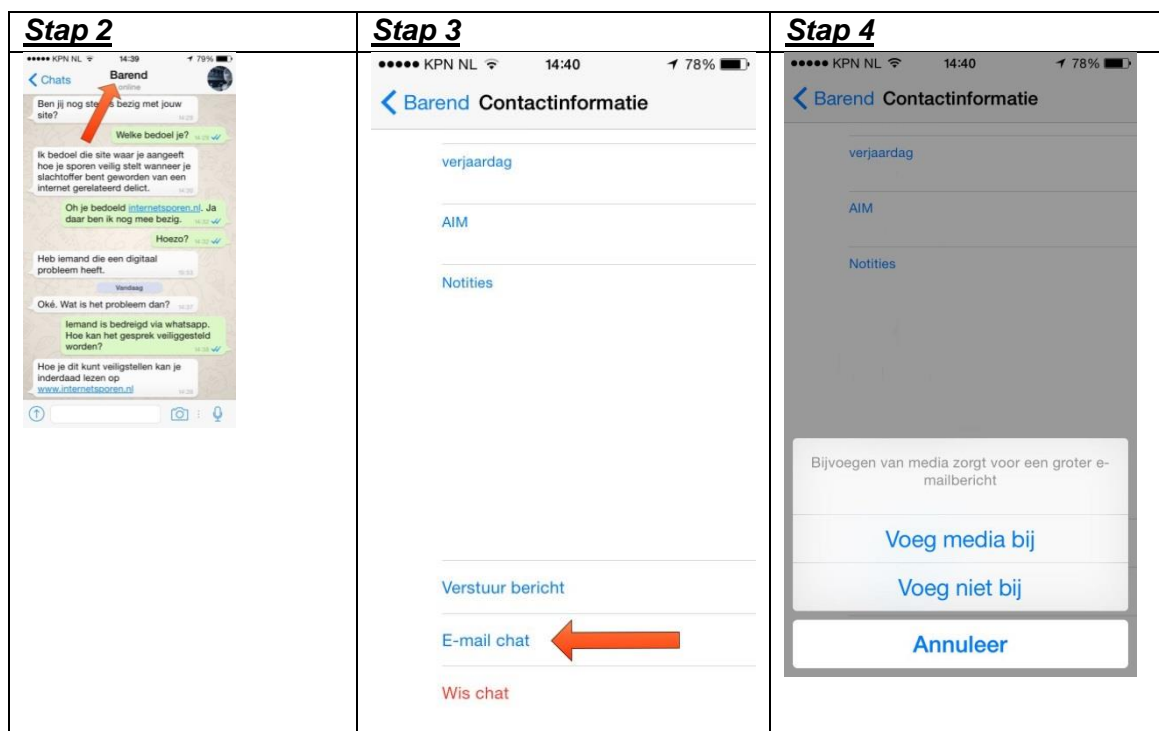 Stap 2
KPN NL 14:39 79%
Chats Barend
online
Ben jij nog bezig met jouw
site? 14:29
Welke bedoel je?
Ik bedoel die site waar je aangeeft
hoe je sporen veilig stelt wanneer je
slachtoffer bent geworden van een
internet gerelateerd delict.
Oh je bedoeld internetsporen.nl. Ja
daar ben ik nog mee bezig.
Hoezo?
Heb iemand die een digitaal
probleem heeft.
Vandaag
Oké. Wat is het probleem dan?
Iemand is bedreigd via whatsapp.
Hoe kan het gesprek veiliggesteld
worden?
Hoe je dit kunt veiligstellen kan je
inderdaad lezen op
www.internetsporen.nl
Stap 3
KPN NL 14:40 78%
Barend Contactinformatie
verjaardag
AIM
Notities
Verstuur bericht
E-mail chat
Wis chat
Stap 4
KPN NL 14:40 78%
Barend Contactinformatie
verjaardag
AIM
Notities
Bijvoegen van media zorgt voor een groter e-
mailbericht
Voeg media bij
Voeg niet bij
Annuleer